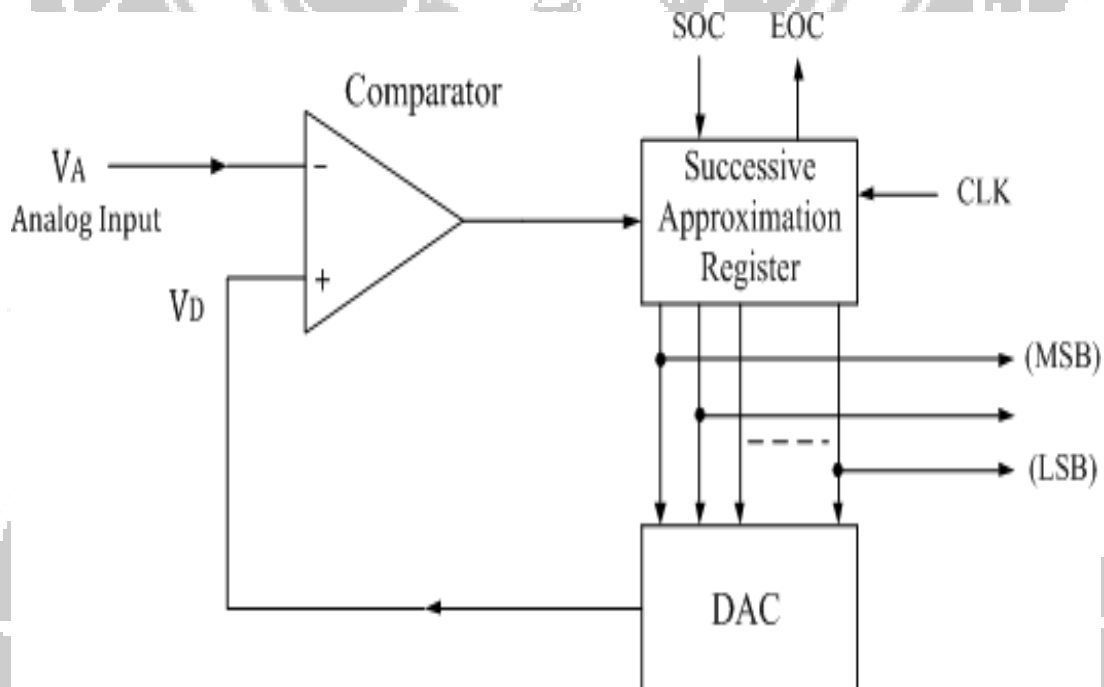 SOC EOC
Comparator
VA
Analog Input
−
+
VD
Successive
Approximation
Register
CLK
(MSB)
(LSB)
DAC